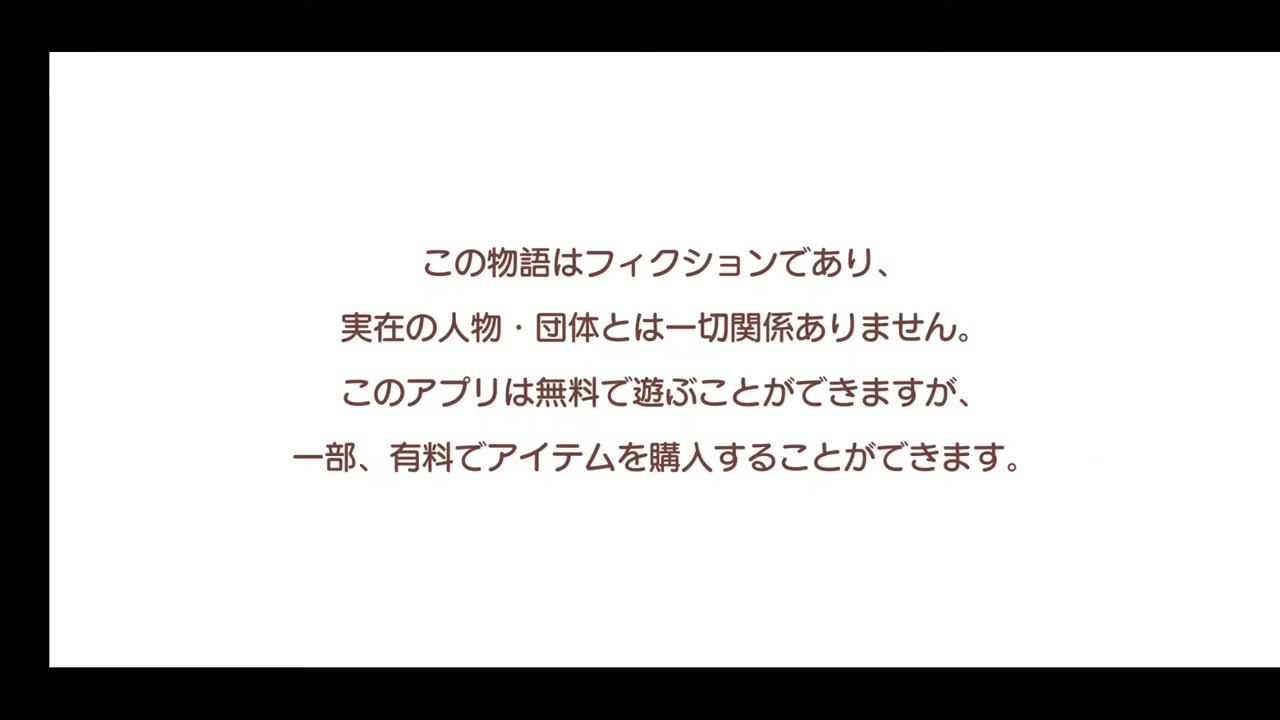 この物語はフィクションであり、
実在の人物・団体とは一切関係ありません。
このアプリは無料で遊ぶことができますが、
一部、有料でアイテムを購入することができます。